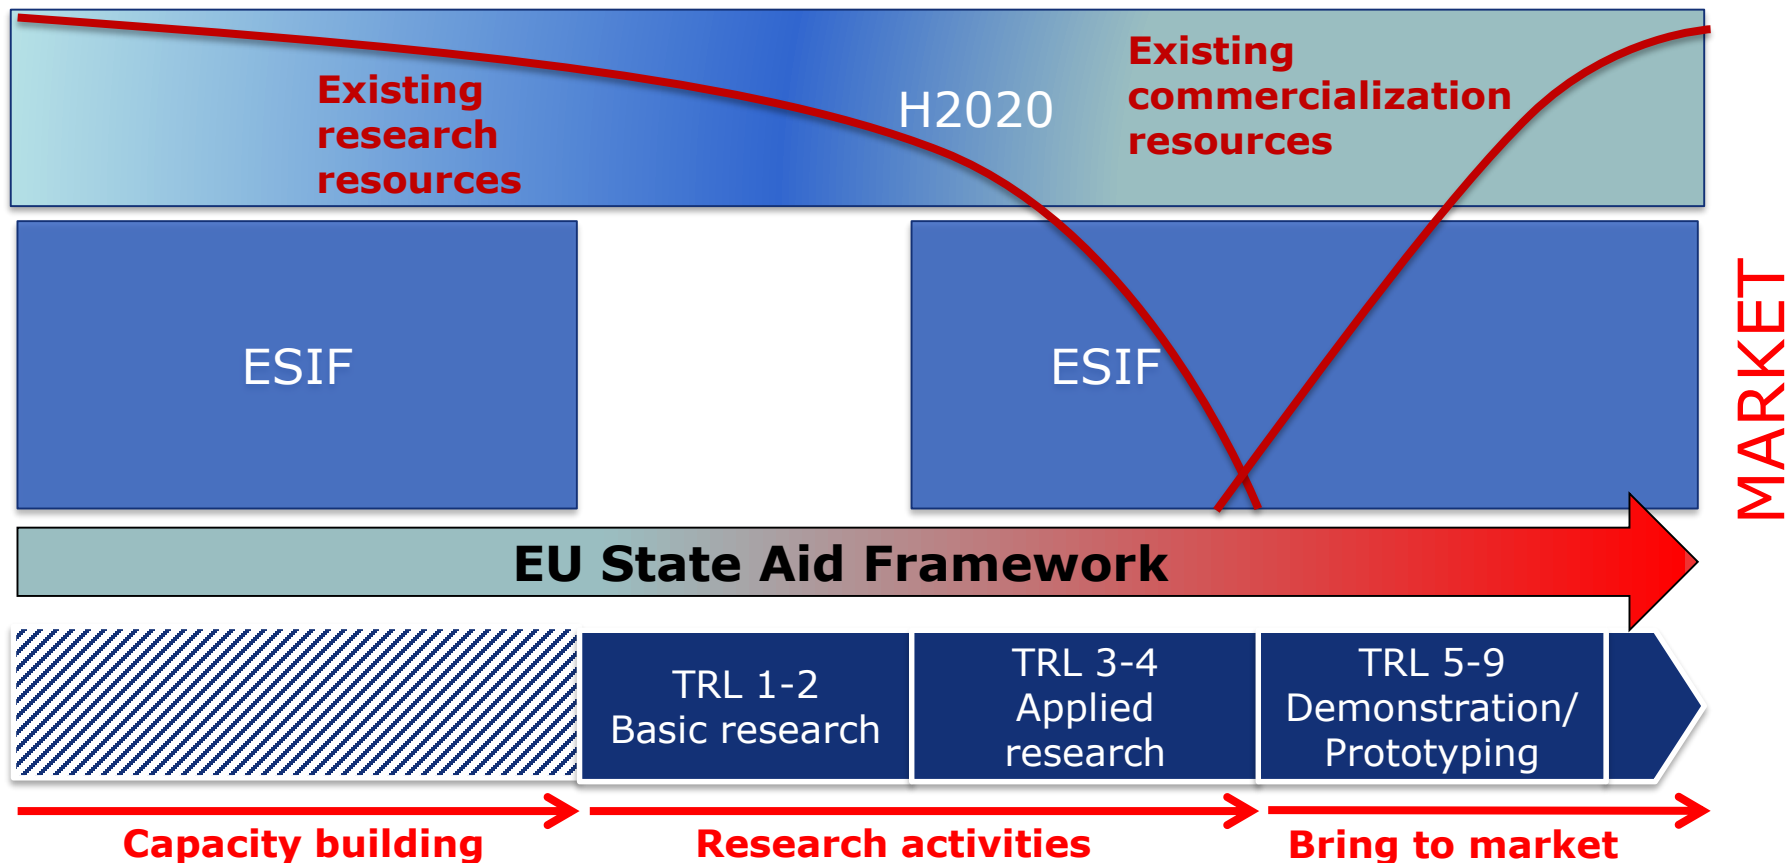 Existing
research
resources
H2020
Existing
commercialization
resources
ESIF
ESIF
MARKET
EU State Aid Framework
TRL 1-2
Basic research
TRL 3-4
Applied
research
TRL 5-9
Demonstration/
Prototyping
Capacity building
Research activities
Bring to market